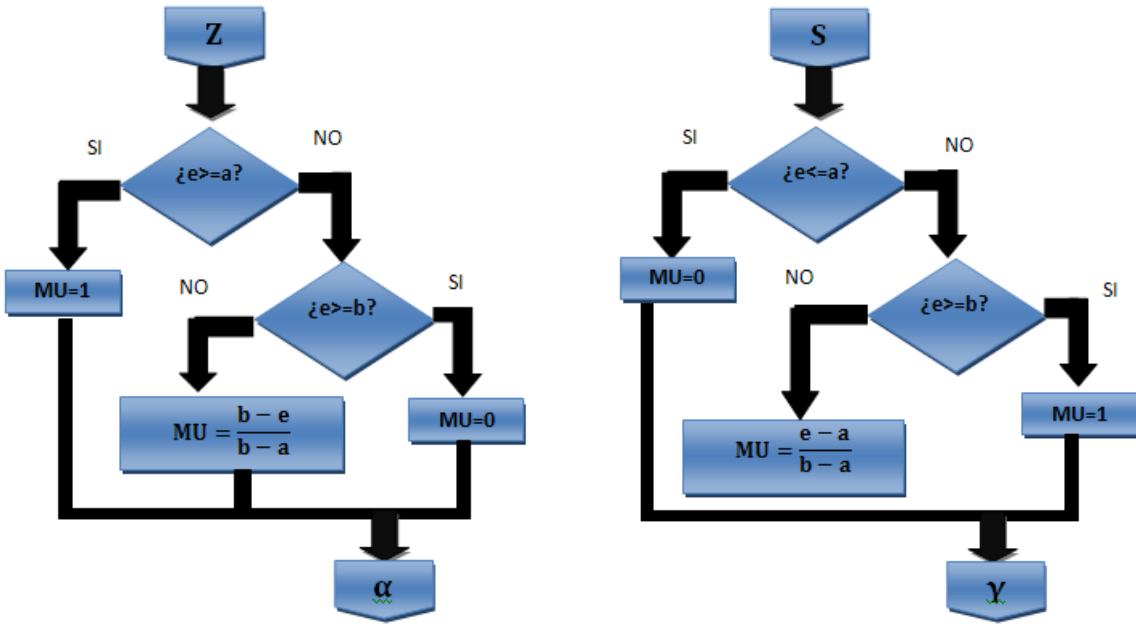 Z
SI
NO
¿e>=a?
MU=1
NO
SI
¿e>=b?
MU = b − e
b − a
MU=0
α
S
SI
NO
¿e<=a?
MU=0
NO
SI
¿e>=b?
MU = e − a
b − a
MU=1
γ